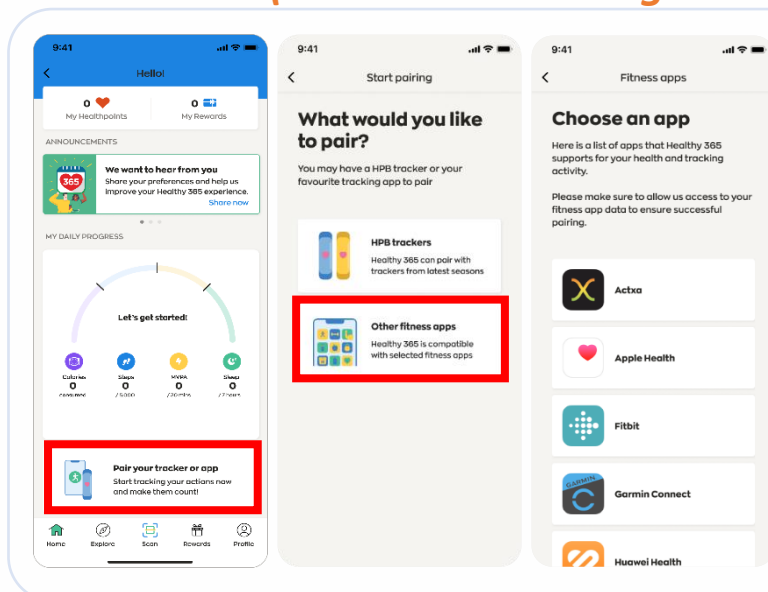 9:41
Hello!
0
My Healthpoints
0
My Rewards
ANNOUNCEMENTS
365
We want to hear from you
Share your preferences and help us
improve your Healthy 365 experience.
Share now
MY DAILY PROGRESS
Let's get started!
Calories
0
consumed
Steps
0
/ 5,000
MVPA
0
/ 20 mins
Sleep
0
/ 7 hours
Pair your tracker or app
Start tracking your actions now
and make them count!
Home
Explore
Scan
Rewards
Profile
9:41
Start pairing
What would you like
to pair?
You may have a HPB tracker or your
favourite tracking app to pair
HPB trackers
Healthy 365 can pair with
trackers from latest seasons
Other fitness apps
Healthy 365 is compatible
with selected fitness apps
9:41
Fitness apps
Choose an app
Here is a list of apps that Healthy 365
supports for your health and tracking
activity.
Please make sure to allow us access to your
fitness app data to ensure successful
pairing.
Actxa
Apple Health
Fitbit
GARMIN
Garmin Connect
Huawei Health